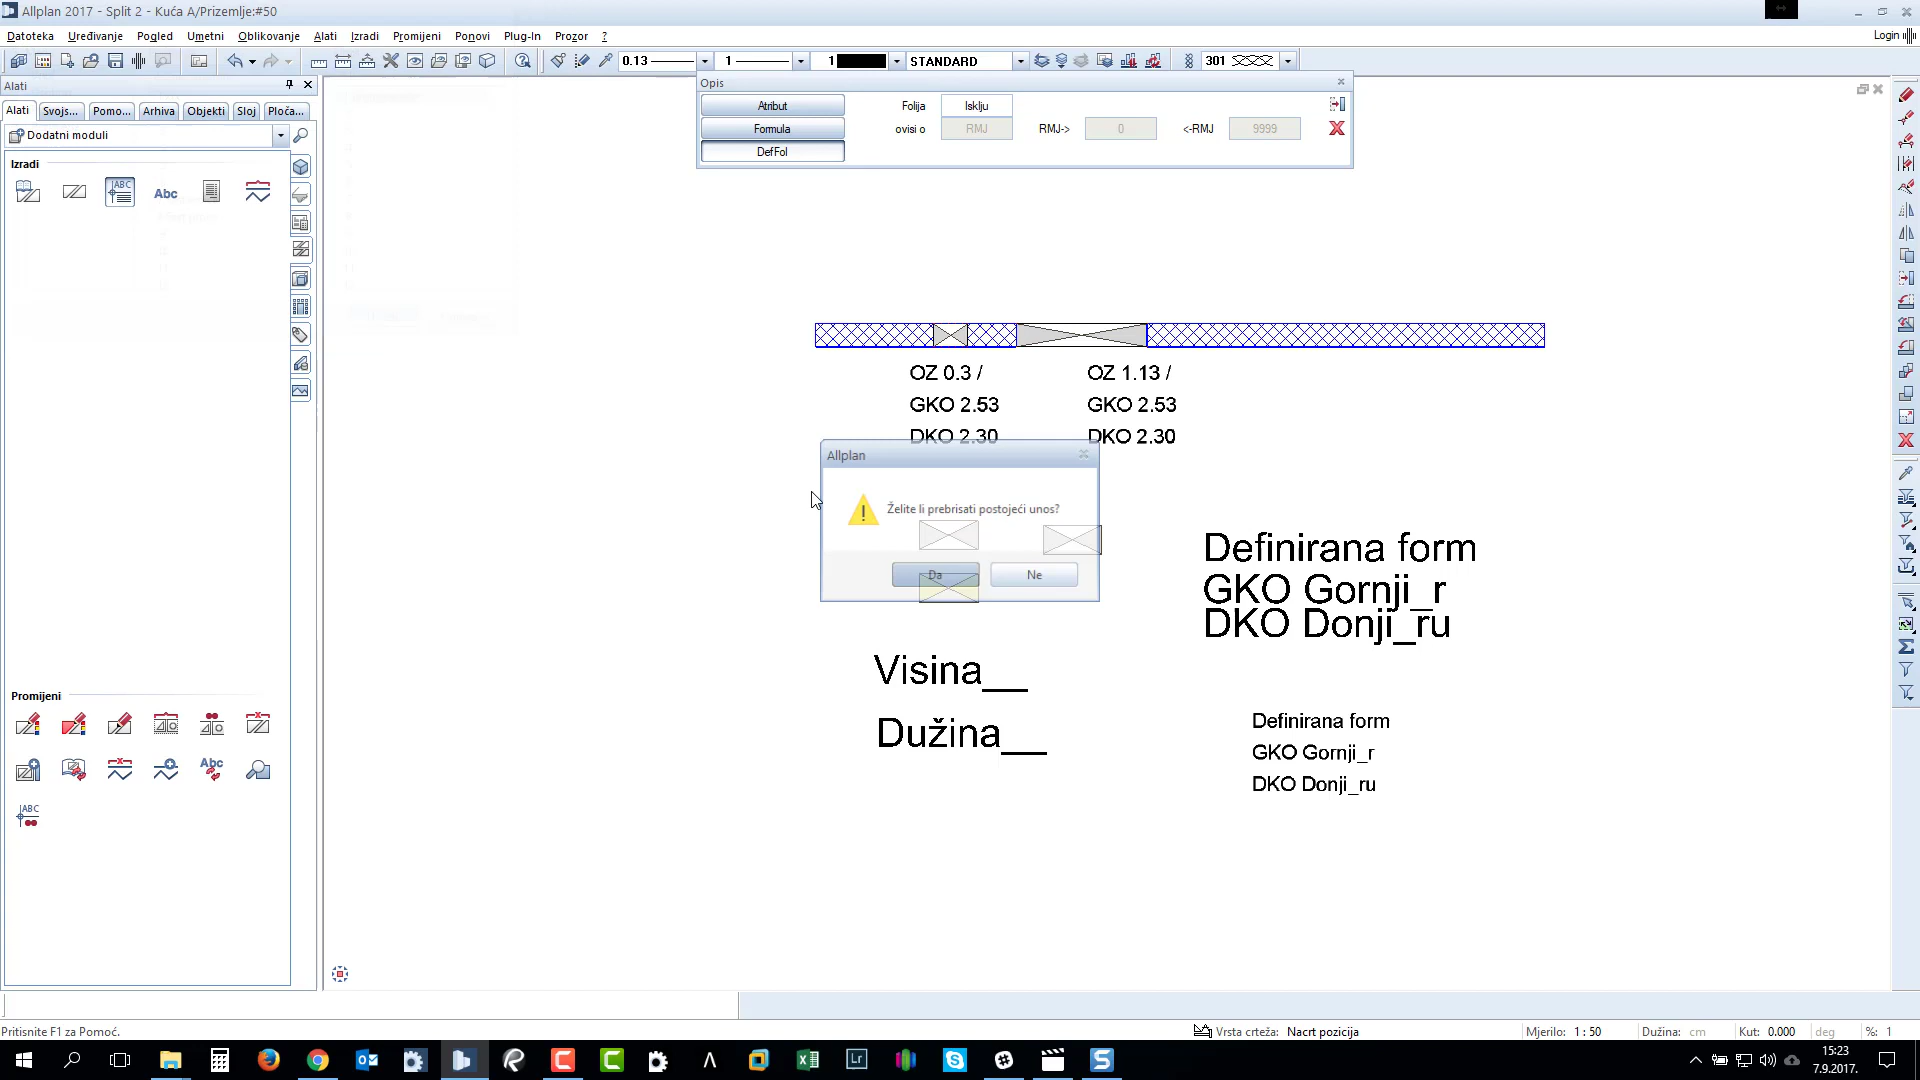 Allplan 2017 - Split 2 - Kuća A/Prizemlje:#50
Datoteka Uređivanje Pogled Umetni Oblikovanje Alati Izradi Promijeni Ponovi Plug-In Prozor ?
Login
0.13 1 1 STANDARD 301
Alati
Alati Svojs... Pomo... Arhiva Objekti Sloj Ploča...
Dodatni moduli
Izradi
ABC Abc
Opis
Atribut Folija Isklju
Formula ovisi o RMJ RMJ-> 0 <-RMJ 9999
DefFol
OZ 0.3 / OZ 1.13 /
GKO 2.53 GKO 2.53
DKO 2.30 DKO 2.30
Allplan
Želite li prebrisati postojeći unos?
Da Ne
Definirana form
GKO Gornji_r
DKO Donji_ru
Visina__
Dužina__
Definirana form
GKO Gornji_r
DKO Donji_ru
Promijeni
Abc
ABC
Pritisnite F1 za Pomoć.
Vrsta crteža: Nacrt pozicija Mjerilo: 1 : 50 Dužina: cm Kut: 0.000 deg %: 1
Lr
15:23
7.9.2017.